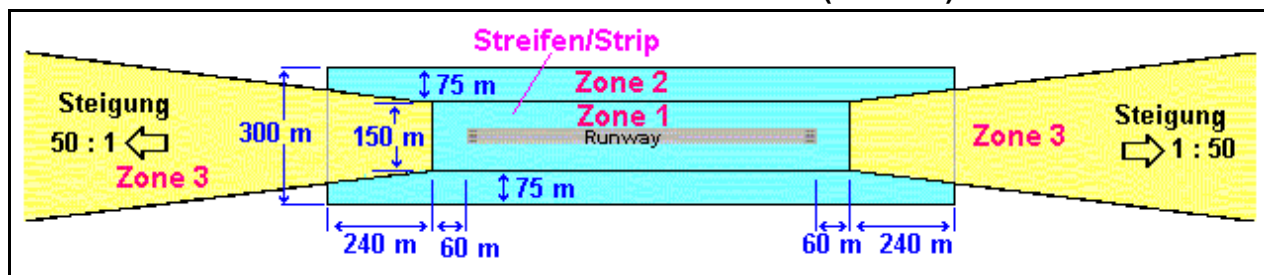 Streifen/Strip
75 m
Zone 2
Steigung
50 : 1
Zone 3
300 m
150 m
Zone 1
Runway
Zone 3
Steigung
1 : 50
75 m
240 m
60 m
60 m
240 m